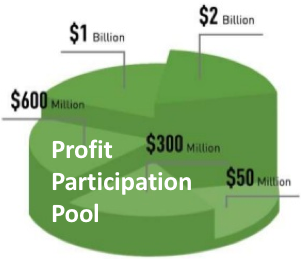 $2 Billion
$1 Billion
$600 Million
$300 Million
$50 Million
Profit
Participation
Pool